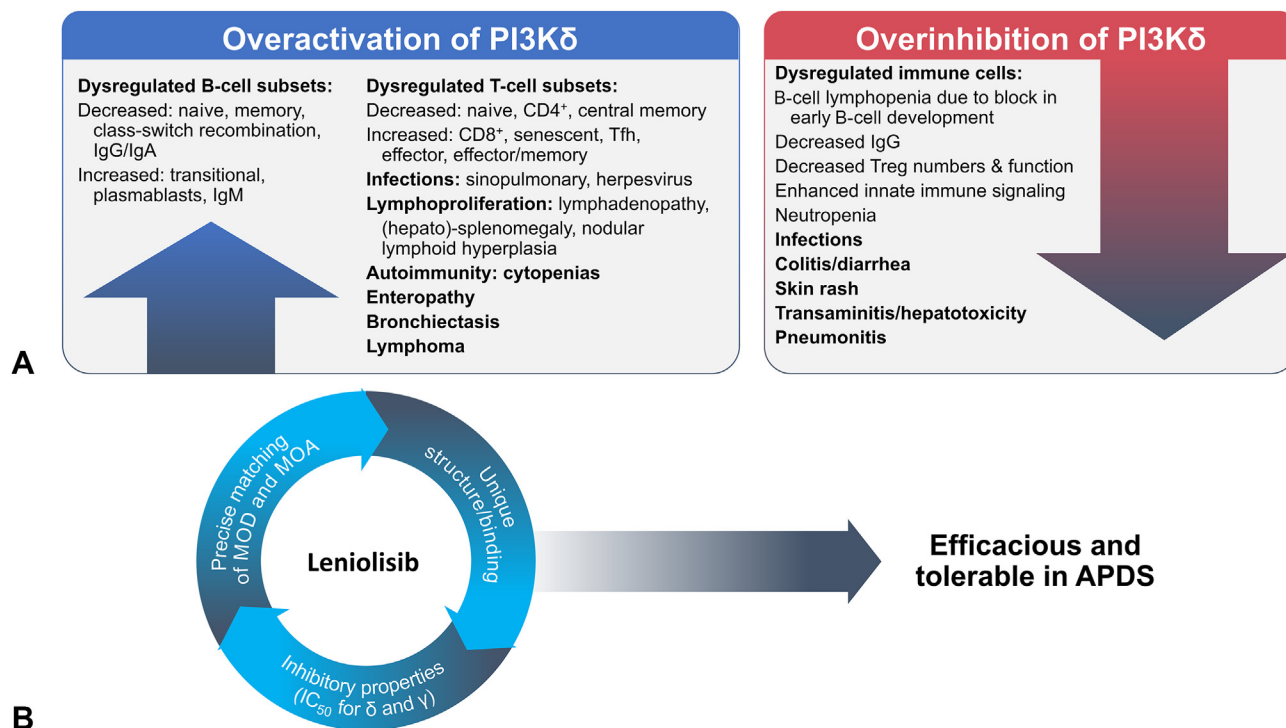 Overactivation of PI3Kδ
Dysregulated B-cell subsets:
Decreased: naive, memory,
class-switch recombination,
IgG/IgA
Increased: transitional,
plasmablasts, IgM
Dysregulated T-cell subsets:
Decreased: naive, CD4⁺, central memory
Increased: CD8⁺, senescent, Tfh,
effector, effector/memory
Infections: sinopulmonary, herpesvirus
Lymphoproliferation: lymphadenopathy,
(hepato)-splenomegaly, nodular
lymphoid hyperplasia
Autoimmunity: cytopenias
Enteropathy
Bronchiectasis
Lymphoma
Overinhibition of PI3Kδ
Dysregulated immune cells:
B-cell lymphopenia due to block in
early B-cell development
Decreased IgG
Decreased Treg numbers & function
Enhanced innate immune signaling
Neutropenia
Infections
Colitis/diarrhea
Skin rash
Transaminitis/hepatotoxicity
Pneumonitis
A
Precise matching
of MOD and MOA
Unique
structure/binding
Inhibitory properties
(IC₅₀ for δ and γ)
Leniolisib
Efficacious and
tolerable in APDS
B